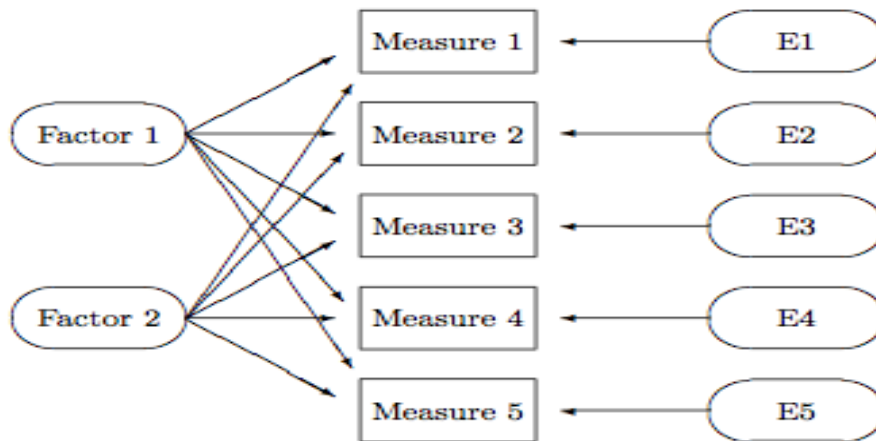 Measure 1
E1
Factor 1
Measure 2
E2
Measure 3
E3
Factor 2
Measure 4
E4
Measure 5
E5